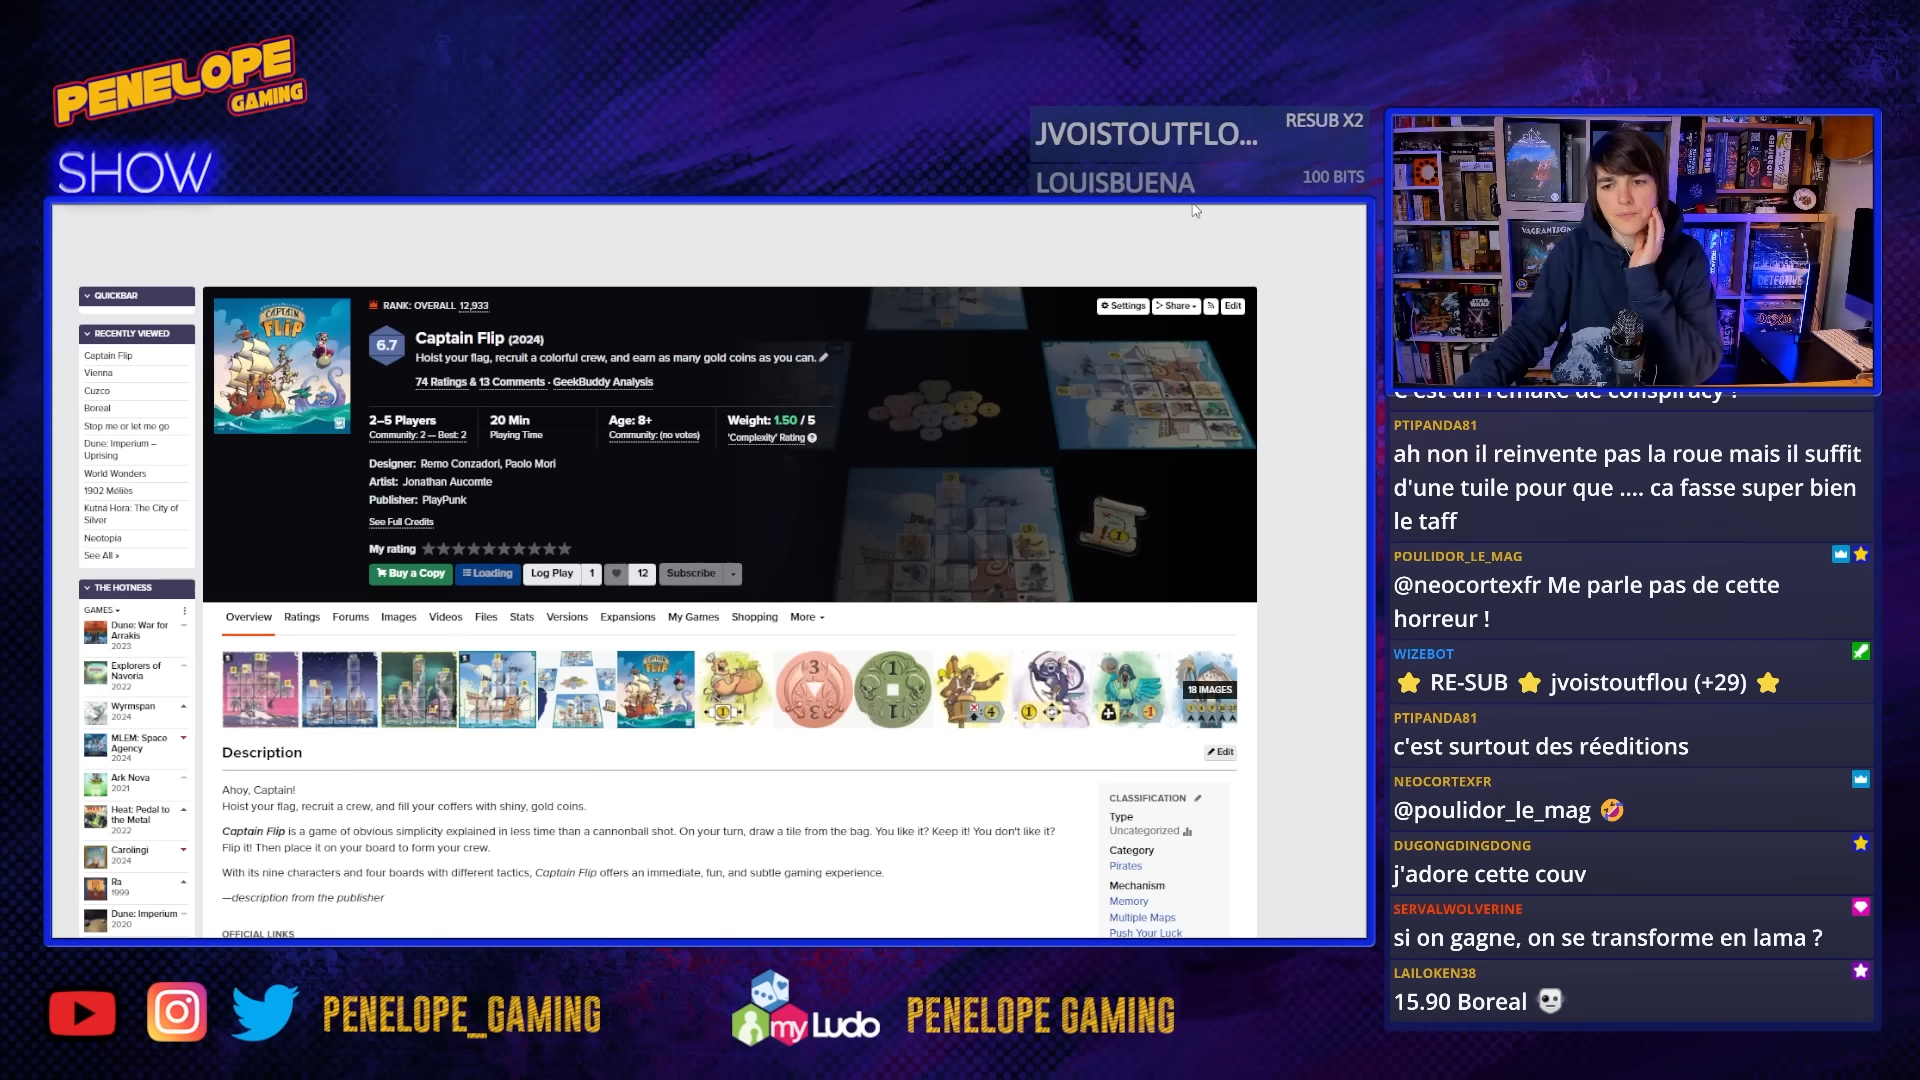 PENELOPE
GAMING
SHOW
JVOISTOUTFLO...
RESUB X2
LOUISBUENA
100 BITS
QUICKBAR
RECENTLY VIEWED
Captain Flip
Vienna
Cuzco
Boreal
Stop me or let me go
Dune: Imperium –
Uprising
World Wonders
1902 Méliès
Kutná Hora: The City of
Silver
Neotopia
See All »
THE HOTNESS
GAMES
Dune: War for
Arrakis
2023
Explorers of
Navoria
2022
Wyrmspan
2024
MLEM: Space
Agency
2024
Ark Nova
2021
Heat: Pedal to
the Metal
2022
Carolingi
2024
Ra
1999
Dune: Imperium
2020
CAPTAIN
FLIP
RANK: OVERALL 12,933
Settings
Share
Edit
6.7
Captain Flip (2024)
Hoist your flag, recruit a colorful crew, and earn as many gold coins as you can.
74 Ratings & 13 Comments · GeekBuddy Analysis
2–5 Players
Community: 2 — Best: 2
20 Min
Playing Time
Age: 8+
Community: (no votes)
Weight: 1.50 / 5
'Complexity' Rating
Designer: Remo Conzadori, Paolo Mori
Artist: Jonathan Aucomte
Publisher: PlayPunk
See Full Credits
My rating
Buy a Copy
Loading
Log Play
1
12
Subscribe
Overview
Ratings
Forums
Images
Videos
Files
Stats
Versions
Expansions
My Games
Shopping
More
18 IMAGES
Description
Edit
Ahoy, Captain!
Hoist your flag, recruit a crew, and fill your coffers with shiny, gold coins.
Captain Flip is a game of obvious simplicity explained in less time than a cannonball shot. On your turn, draw a tile from the bag. You like it? Keep it! You don't like it?
Flip it! Then place it on your board to form your crew.
With its nine characters and four boards with different tactics, Captain Flip offers an immediate, fun, and subtle gaming experience.
—description from the publisher
OFFICIAL LINKS
CLASSIFICATION
Type
Uncategorized
Category
Pirates
Mechanism
Memory
Multiple Maps
Push Your Luck
VAGRANTSONG
HORRIFIED
STAR
WARS
DETECTIVE
C'est un remake de conspiracy ?
PTIPANDA81
ah non il reinvente pas la roue mais il suffit
d'une tuile pour que .... ca fasse super bien
le taff
POULIDOR_LE_MAG
@neocortexfr Me parle pas de cette
horreur !
WIZEBOT
⭐ RE-SUB ⭐ jvoistoutflou (+29) ⭐
PTIPANDA81
c'est surtout des réeditions
NEOCORTEXFR
@poulidor_le_mag 🤣
DUGONGDINGDONG
j'adore cette couv
SERVALWOLVERINE
si on gagne, on se transforme en lama ?
LAILOKEN38
15.90 Boreal 💀
PENELOPE_GAMING
myLudo
PENELOPE GAMING